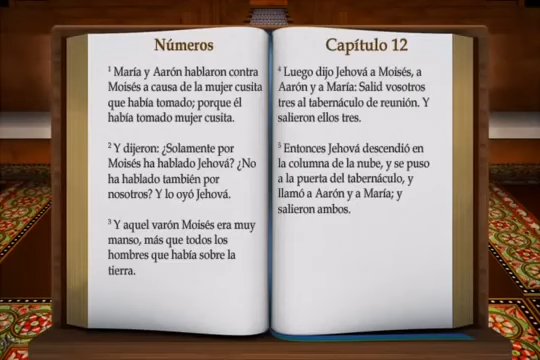 Números
¹ María y Aarón hablaron contra
Moisés a causa de la mujer cusita
que había tomado; porque él
había tomado mujer cusita.
² Y dijeron: ¿Solamente por
Moisés ha hablado Jehová? ¿No
ha hablado también por
nosotros? Y lo oyó Jehová.
³ Y aquel varón Moisés era muy
manso, más que todos los
hombres que había sobre la
tierra.
Capítulo 12
⁴ Luego dijo Jehová a Moisés, a
Aarón y a María: Salid vosotros
tres al tabernáculo de reunión. Y
salieron ellos tres.
⁵ Entonces Jehová descendió en
la columna de la nube, y se puso
a la puerta del tabernáculo, y
llamó a Aarón y a María; y
salieron ambos.